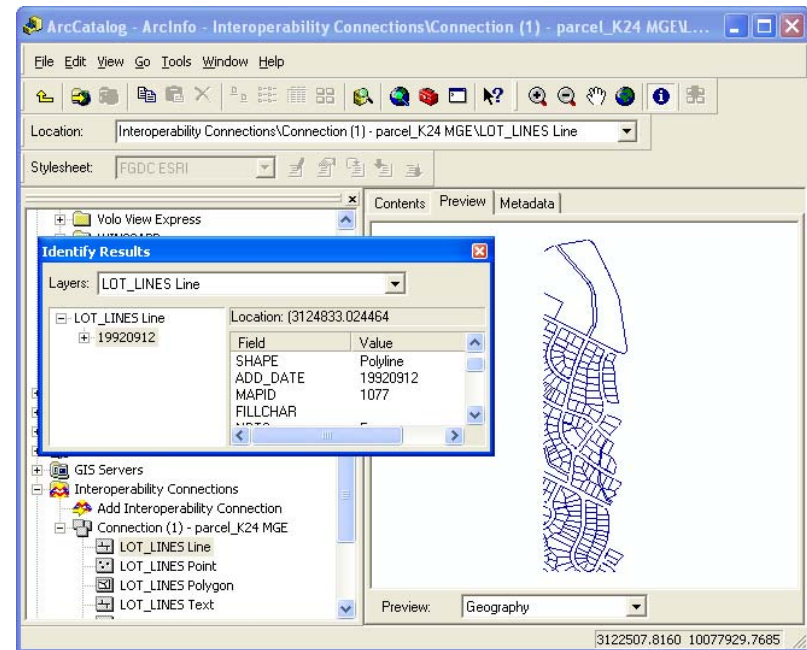 ArcCatalog - ArcInfo - Interoperability Connections\Connection (1) - parcel_K24 MGE\L...
File Edit View Go Tools Window Help
Location: Interoperability Connections\Connection (1) - parcel_K24 MGE\LOT_LINES Line
Stylesheet: FGDC ESRI
Contents Preview Metadata
Volo View Express
Identify Results
Layers: LOT_LINES Line
LOT_LINES Line
19920912
Location: (3124833.024464
Field Value
SHAPE Polyline
ADD_DATE 19920912
MAPID 1077
FILLCHAR
GIS Servers
Interoperability Connections
Add Interoperability Connection
Connection (1) - parcel_K24 MGE
LOT_LINES Line
LOT_LINES Point
LOT_LINES Polygon
LOT_LINES Text
Preview: Geography
3122507.8160 10077929.7685